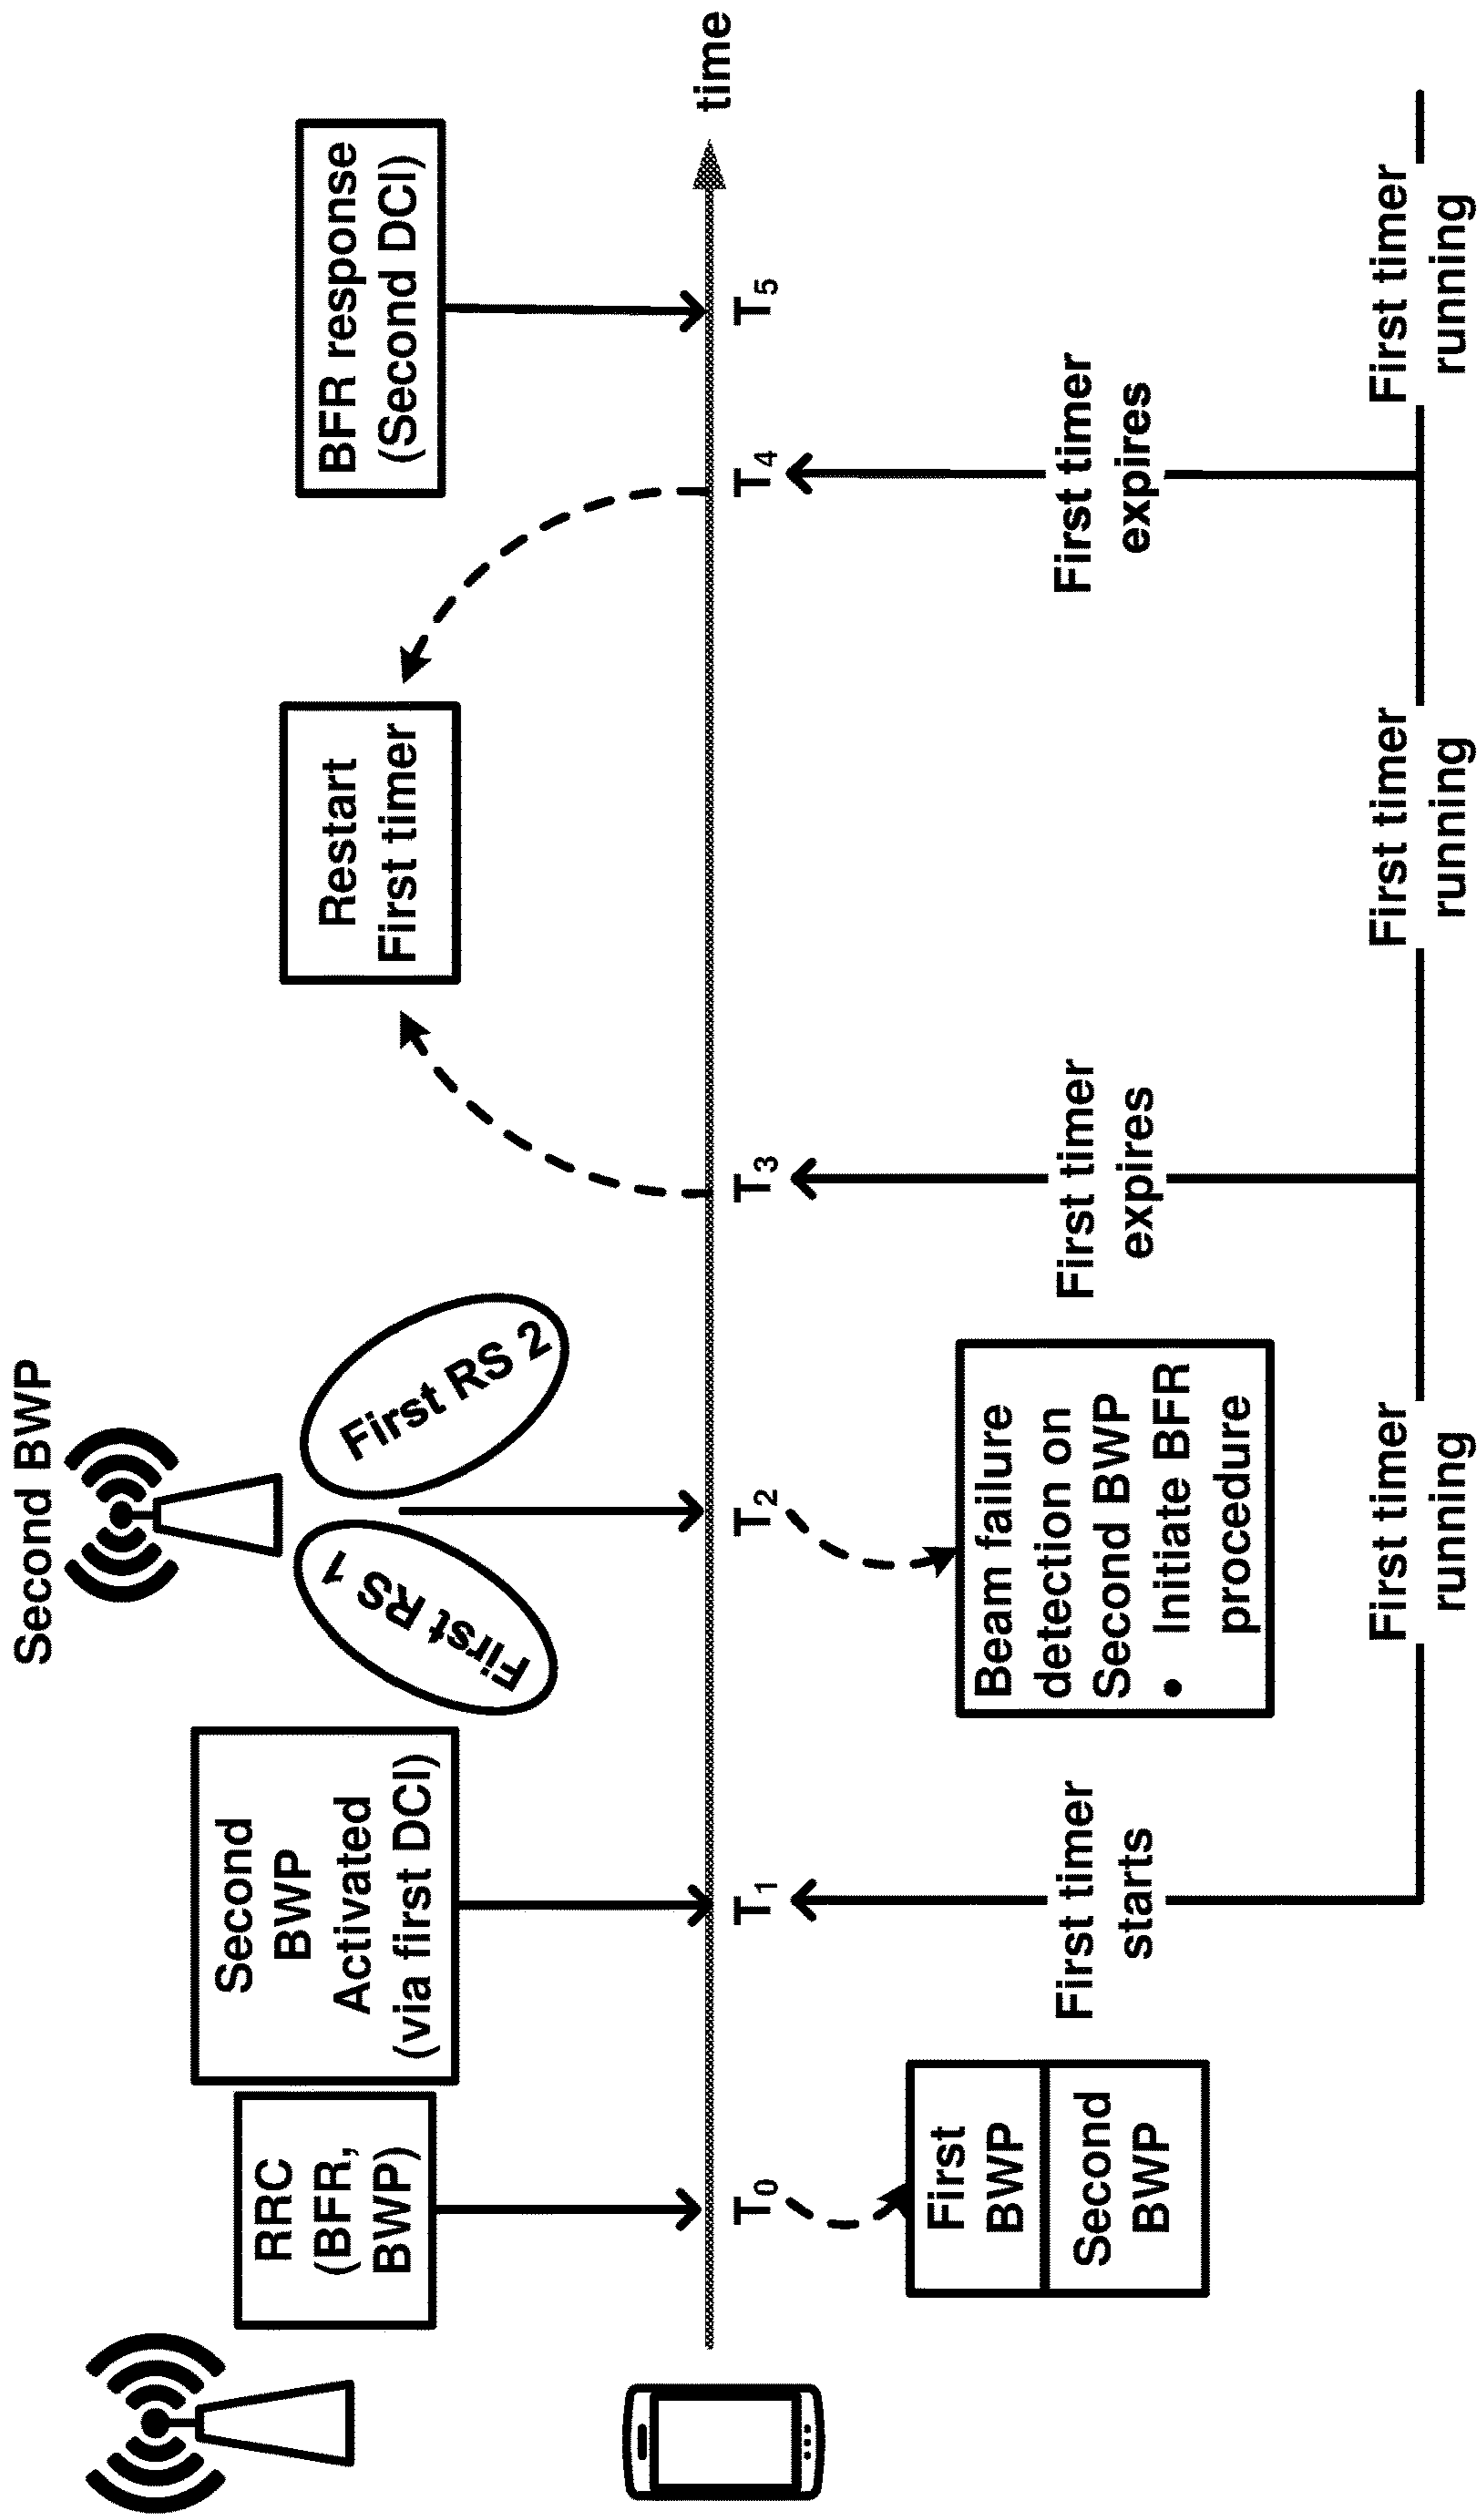 Second BWP
RRC
(BFR,
BWP)
Second
BWP
Activated
(via first DCI)
First RS 1
First RS 2
Restart
First timer
BFR response
(Second DCI)
time
T0
T1
T2
T3
T4
T5
First
BWP
Second
BWP
First timer
starts
Beam failure
detection on
Second BWP
• Initiate BFR
procedure
First timer
expires
First timer
expires
First timer
running
First timer
running
First timer
running